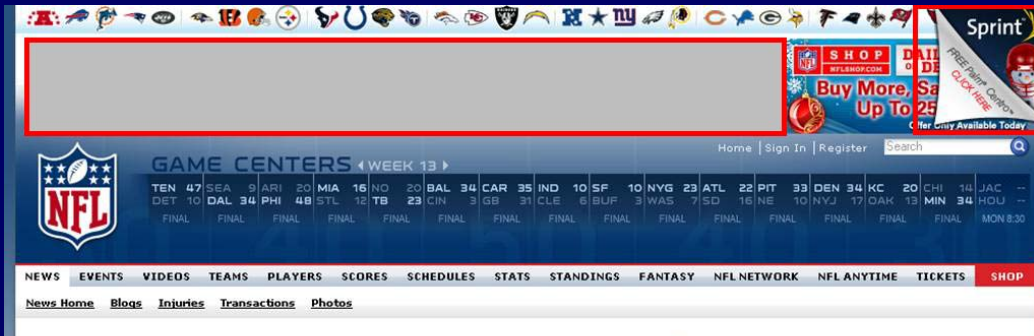 Sprint
FREE Palm® Centro™
CLICK HERE
NFL
SHOP
NFLSHOP.COM
Buy More,
Up To 25
Offer Only Available Today
Home | Sign In | Register Search
NFL
GAME CENTERS WEEK 13
TEN 47 SEA 9 ARI 20 MIA 16 NO 20 BAL 34 CAR 35 IND 10 SF 10 NYG 23 ATL 22 PIT 33 DEN 34 KC 20 CHI 14 JAC --
DET 10 DAL 34 PHI 48 STL 12 TB 23 CIN 3 GB 31 CLE 6 BUF 3 WAS 7 SD 16 NE 10 NYJ 17 OAK 13 MIN 34 HOU --
FINAL FINAL FINAL FINAL FINAL FINAL FINAL FINAL FINAL FINAL FINAL FINAL FINAL FINAL FINAL MON 8:30
NEWS EVENTS VIDEOS TEAMS PLAYERS SCORES SCHEDULES STATS STANDINGS FANTASY NFL NETWORK NFL ANYTIME TICKETS SHOP
News Home Blogs Injuries Transactions Photos